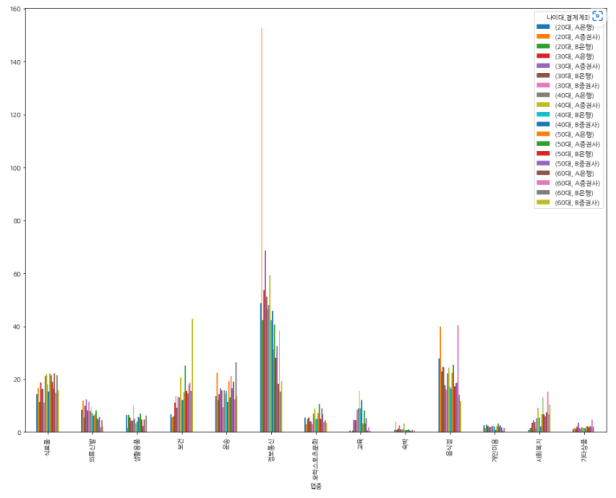 160
140
120
100
80
60
40
20
0
나이대,결제계좌
(20대, A은행)
(20대, A증권사)
(20대, B은행)
(30대, A은행)
(30대, A증권사)
(30대, B은행)
(40대, A은행)
(40대, A증권사)
(40대, B은행)
(40대, B증권사)
(50대, A은행)
(50대, A증권사)
(50대, B은행)
(50대, B증권사)
(60대, A은행)
(60대, A증권사)
(60대, B은행)
(60대, B증권사)
식료품
의류신발
생활용품
보건
운송
정보통신
오락스포츠문화
교육
숙박
음식점
개인미용
사회복지
기타상품
업종